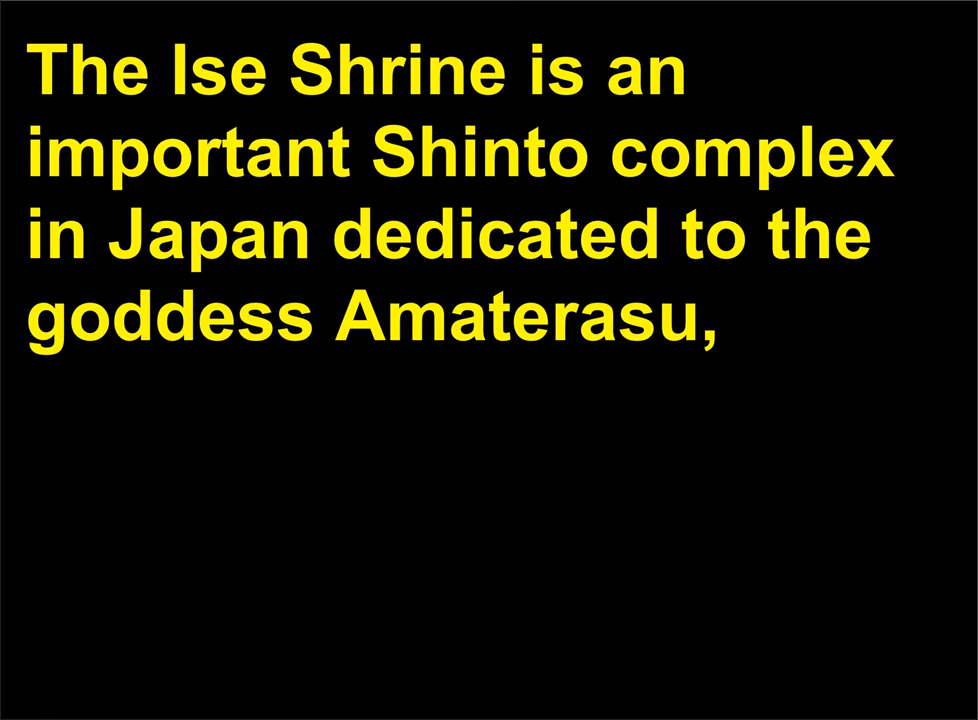 The Ise Shrine is an
important Shinto complex
in Japan dedicated to the
goddess Amaterasu,